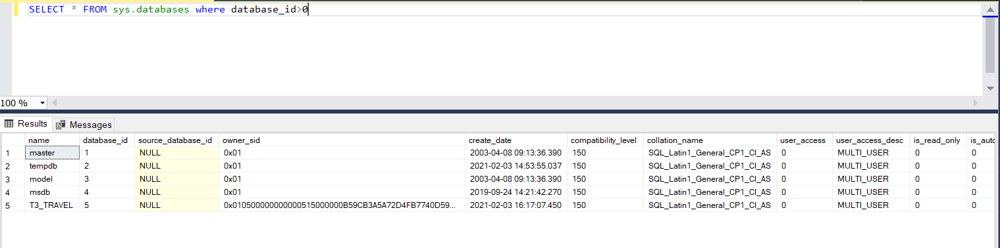 SELECT * FROM sys.databases where database_id>0
100 %
Results Messages
name database_id source_database_id owner_sid create_date compatibility_level collation_name user_access user_access_desc is_read_only is_auto
1 master 1 NULL 0x01 2003-04-08 09:13:36.390 150 SQL_Latin1_General_CP1_CI_AS 0 MULTI_USER 0 0
2 tempdb 2 NULL 0x01 2021-02-03 14:53:55.037 150 SQL_Latin1_General_CP1_CI_AS 0 MULTI_USER 0 0
3 model 3 NULL 0x01 2003-04-08 09:13:36.390 150 SQL_Latin1_General_CP1_CI_AS 0 MULTI_USER 0 0
4 msdb 4 NULL 0x01 2019-09-24 14:21:42.270 150 SQL_Latin1_General_CP1_CI_AS 0 MULTI_USER 0 0
5 T3_TRAVEL 5 NULL 0x010500000000000515000000B59CB3A5A72D4FB7740D59... 2021-02-03 16:17:07.450 150 SQL_Latin1_General_CP1_CI_AS 0 MULTI_USER 0 0